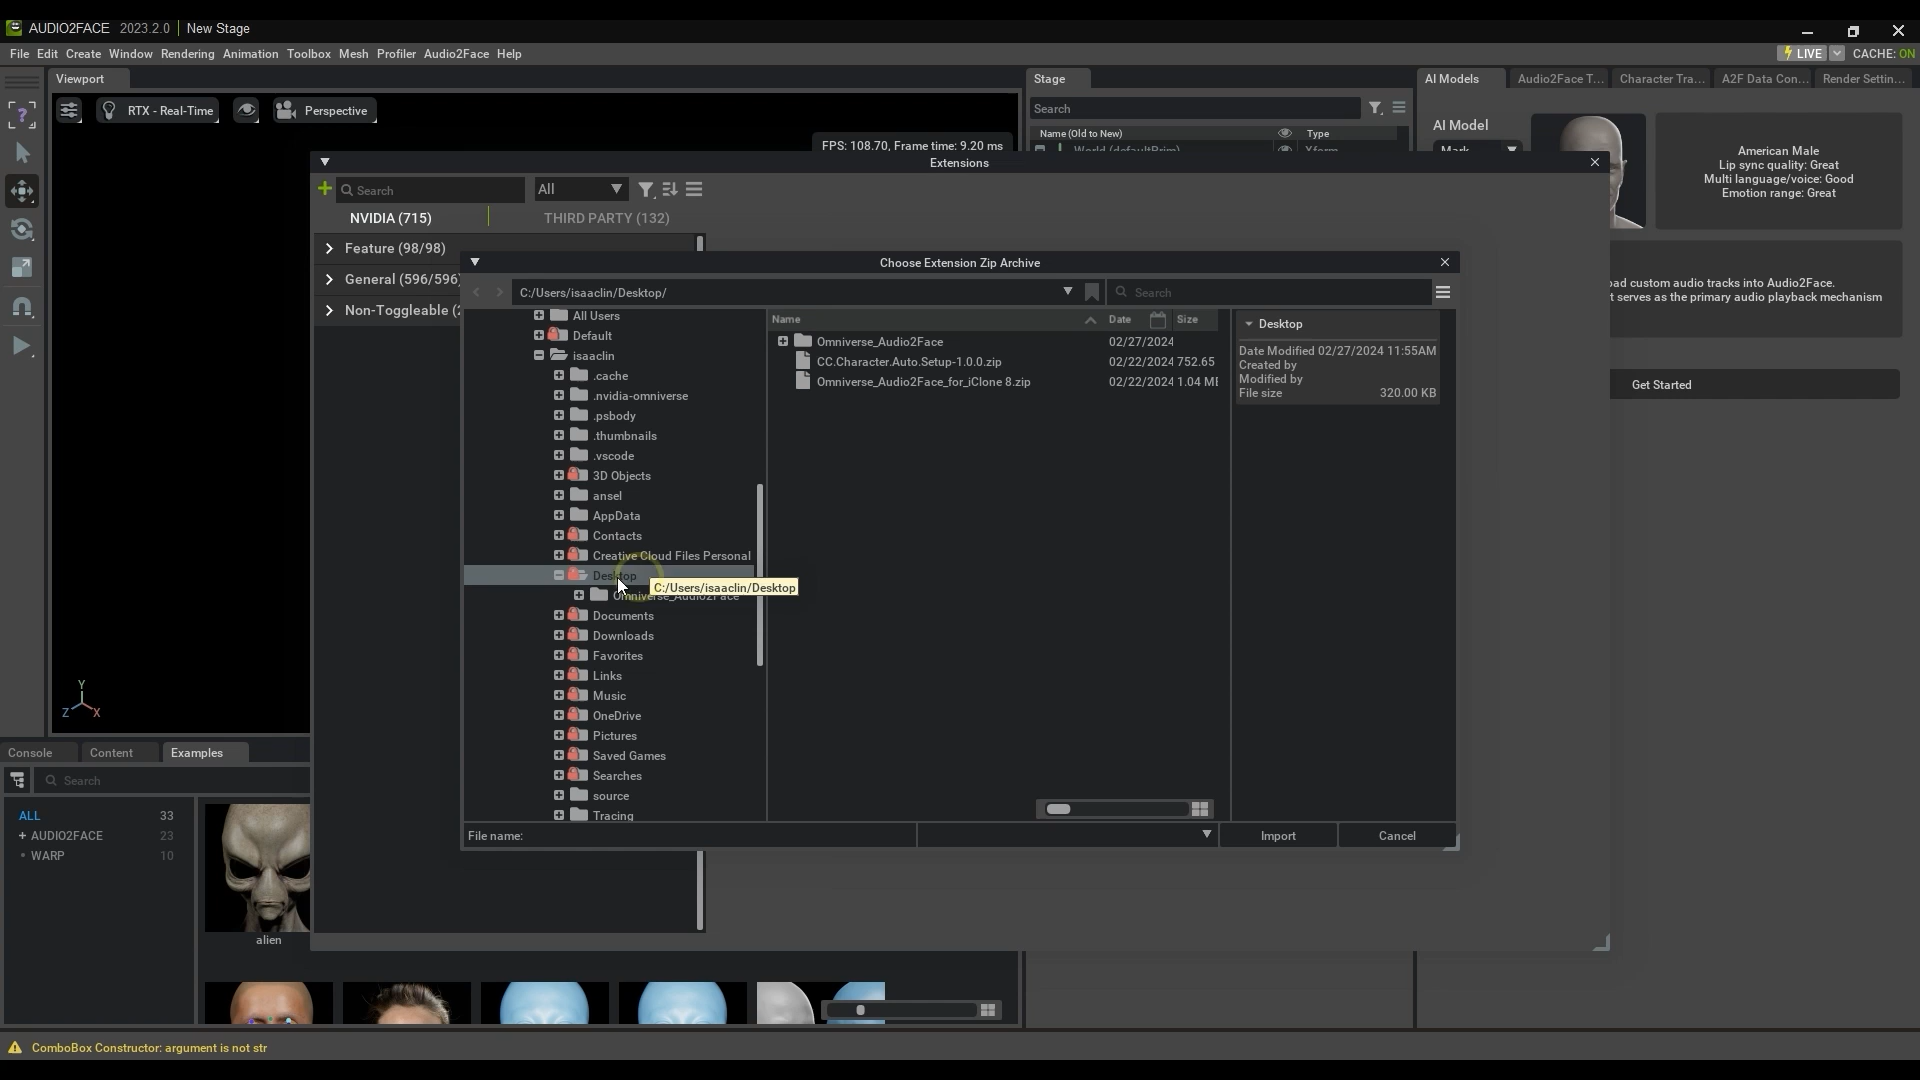 AUDIO2FACE 2023.2.0 New Stage
File Edit Create Window Rendering Animation Toolbox Mesh Profiler Audio2Face Help
LIVE CACHE: ON
Viewport
Stage
AI Models Audio2Face T... Character Tra... A2F Data Con... Render Settin...
RTX - Real-Time
Perspective
Search
Name (Old to New) Type
World (defaultPrim) Xform
FPS: 108.70, Frame time: 9.20 ms
AI Model
Mark
American Male
Lip sync quality: Great
Multi language/voice: Good
Emotion range: Great
custom audio tracks into Audio2Face.
serves as the primary audio playback mechanism
Get Started
Extensions
Search
All
NVIDIA (715)
THIRD PARTY (132)
Feature (98/98)
General (596/596)
Non-Toggleable
Choose Extension Zip Archive
C:/Users/isaaclin/Desktop/
Search
All Users
Default
isaaclin
.cache
.nvidia-omniverse
.psbody
.thumbnails
.vscode
3D Objects
ansel
AppData
Contacts
Creative Cloud Files Personal
Desktop
C:/Users/isaaclin/Desktop
Omniverse_Audio2Face
Documents
Downloads
Favorites
Links
Music
OneDrive
Pictures
Saved Games
Searches
source
Tracing
Name Date Size
Omniverse_Audio2Face 02/27/2024
CC.Character.Auto.Setup-1.0.0.zip 02/22/2024 752.65
Omniverse_Audio2Face_for_iClone 8.zip 02/22/2024 1.04
Desktop
Date Modified 02/27/2024 11:55AM
Created by
Modified by
File size 320.00 KB
File name:
Import
Cancel
Y
Z X
Console Content Examples
Search
ALL 33
+ AUDIO2FACE 23
WARP 10
alien
ComboBox Constructor: argument is not str